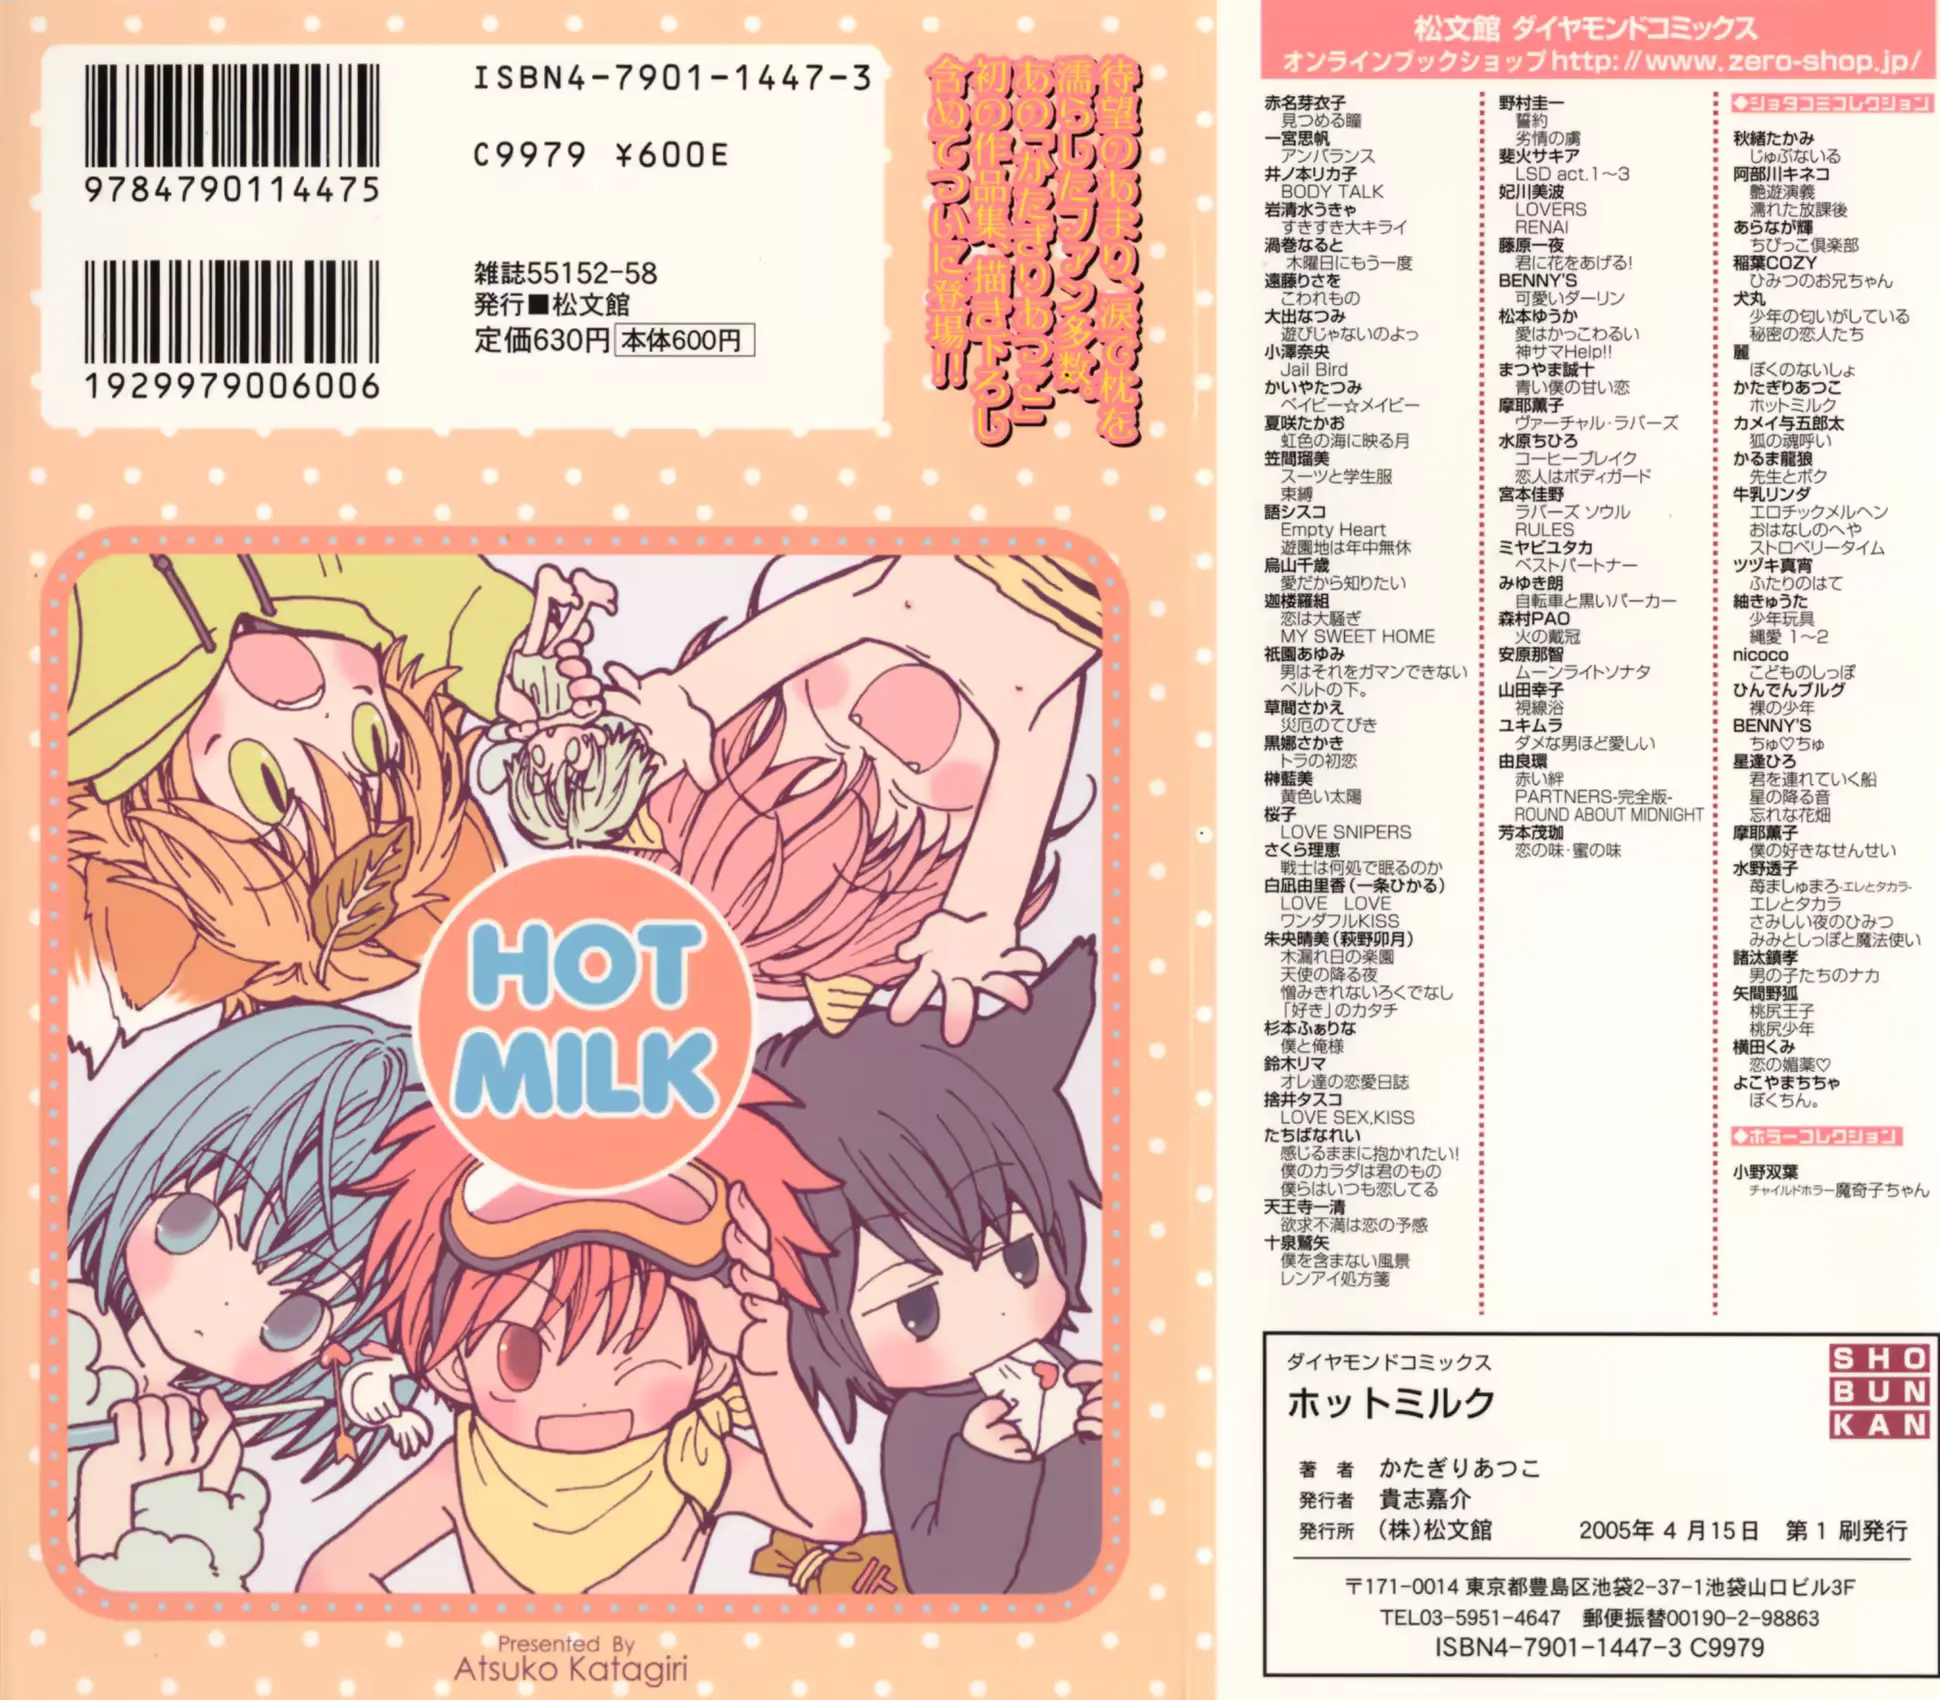 ISBN4-7901-1447-3
C9979 ¥600E
9784790114475
雑誌55152-58
発行■松文館
定価630円 本体600円
1929979006006
待望のあまり、涙で枕を
濡らしたファン多数。
あの「かたぎりあつこ」
初の作品集、描き下ろし
含めてついに登場!!
HOT
MILK
Presented By
Atsuko Katagiri
松文館 ダイヤモンドコミックス
オンラインブックショップhttp://www.zero-shop.jp/
赤名芽衣子
見つめる瞳
一宮思帆
アンバランス
井ノ本リカ子
BODY TALK
岩清水うきゃ
すきすき大キライ
渦巻なると
木曜日にもう一度
遠藤りさを
こわれもの
大出なつみ
遊びじゃないのよっ
小澤奈央
Jail Bird
かいやたつみ
ベイビー☆メイビー
夏咲たかお
虹色の海に映る月
笠間瑠美
スーツと学生服
束縛
語シスコ
Empty Heart
遊園地は年中無休
烏山千歳
愛だから知りたい
迦楼羅組
恋は大騒ぎ
MY SWEET HOME
祇園あゆみ
男はそれをガマンできない
ベルトの下。
草間さかえ
災厄のてびき
黒娜さかき
トラの初恋
榊藍美
黄色い太陽
桜子
LOVE SNIPERS
さくら理恵
戦士は何処で眠るのか
白凪由里香（一条ひかる）
LOVE LOVE
ワンダフルKISS
朱央晴美（萩野卯月）
木漏れ日の楽園
天使の降る夜
憎みきれないろくでなし
「好き」のカタチ
杉本ふぁりな
僕と俺様
鈴木リマ
オレ達の恋愛日誌
捨井タスコ
LOVE SEX,KISS
たちばなれい
感じるままに抱かれたい!
僕のカラダは君のもの
僕らはいつも恋してる
天王寺一清
欲求不満は恋の予感
十泉鷲矢
僕を含まない風景
レンアイ処方箋
野村圭一
誓約
劣情の虜
斐火サキア
LSD act.1〜3
妃川美波
LOVERS
RENAI
藤原一夜
君に花をあげる!
BENNY'S
可愛いダーリン
松本ゆうか
愛はかっこわるい
神サマHelp!!
まつやま誠十
青い僕の甘い恋
摩耶薫子
ヴァーチャル・ラバーズ
水原ちひろ
コーヒーブレイク
恋人はボディガード
宮本佳野
ラバーズ ソウル
RULES
ミヤビユタカ
ベストパートナー
みゆき朗
自転車と黒いパーカー
森村PAO
火の戴冠
安原那智
ムーンライトソナタ
山田幸子
視線浴
ユキムラ
ダメな男ほど愛しい
由良環
赤い絆
PARTNERS-完全版-
ROUND ABOUT MIDNIGHT
芳本茂珈
恋の味・蜜の味
◆ショタコミコレクション
秋緒たかみ
じゅぶないる
阿部川キネコ
艶遊演義
濡れた放課後
あらなが輝
ちびっこ倶楽部
稲葉COZY
ひみつのお兄ちゃん
犬丸
少年の匂いがしている
秘密の恋人たち
麗
ぼくのないしょ
かたぎりあつこ
ホットミルク
カメイ与五郎太
狐の魂呼い
かるま龍狼
先生とボク
牛乳リンダ
エロチックメルヘン
おはなしのへや
ストロベリータイム
ツヅキ真宵
ふたりのはて
紬きゅうた
少年玩具
縄愛 1〜2
nicoco
こどものしっぽ
ひんでんブルグ
裸の少年
BENNY'S
ちゅ♡ちゅ
星逢ひろ
君を連れていく船
星の降る音
忘れな花畑
摩耶薫子
僕の好きなせんせい
水野透子
苺ましゅまろ-エレとタカラ-
エレとタカラ
さみしい夜のひみつ
みみとしっぽと魔法使い
諸汰鎮孝
男の子たちのナカ
矢間野狐
桃尻王子
桃尻少年
横田くみ
恋の媚薬♡
よこやまちちゃ
ぼくちん。
◆ホラーコレクション
小野双葉
チャイルドホラー魔奇子ちゃん
ダイヤモンドコミックス
ホットミルク
SHO
BUN
KAN
著 者 かたぎりあつこ
発行者 貴志嘉介
発行所 （株）松文館 2005年4月15日 第1刷発行
〒171-0014 東京都豊島区池袋2-37-1池袋山口ビル3F
TEL03-5951-4647 郵便振替00190-2-98863
ISBN4-7901-1447-3 C9979